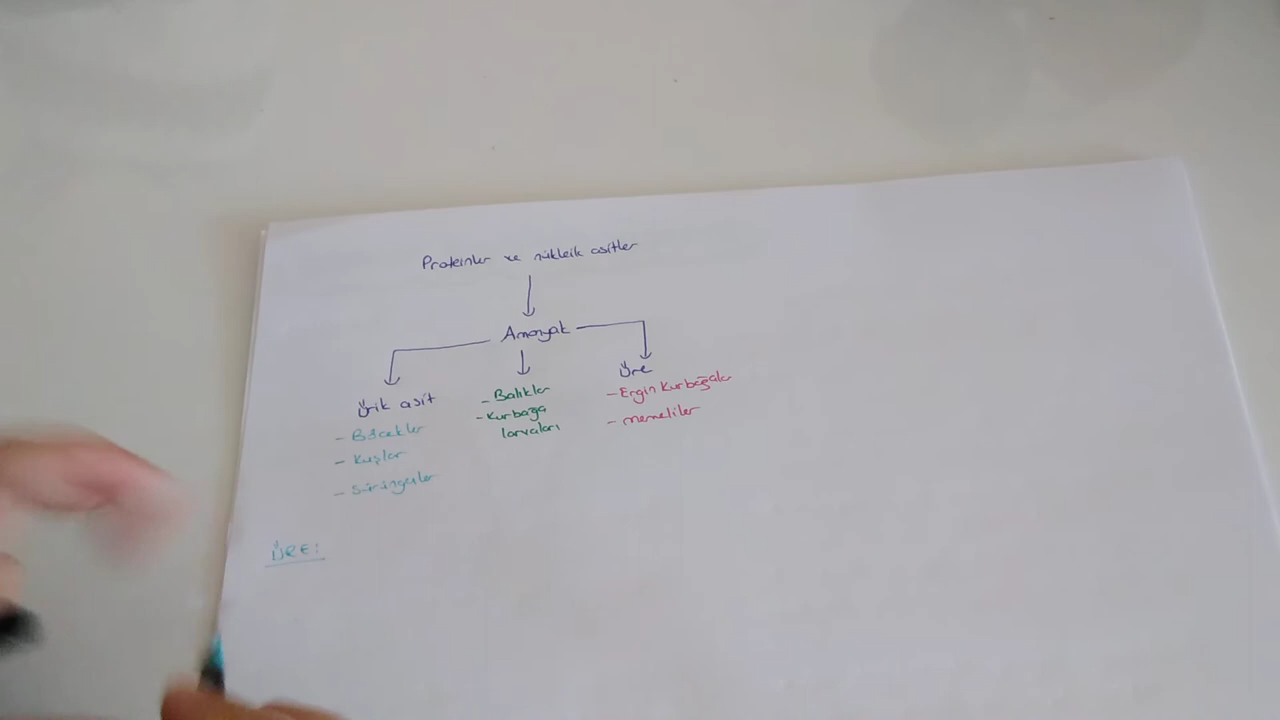 Proteinler ve nükleik asitler
Amonyak
Ürik asit
- Böcekler
- Kuşlar
- Sürüngenler
- Balıklar
- Kurbağa
larvaları
Üre
- Ergin Kurbağalar
- memeliler
ÜRE: